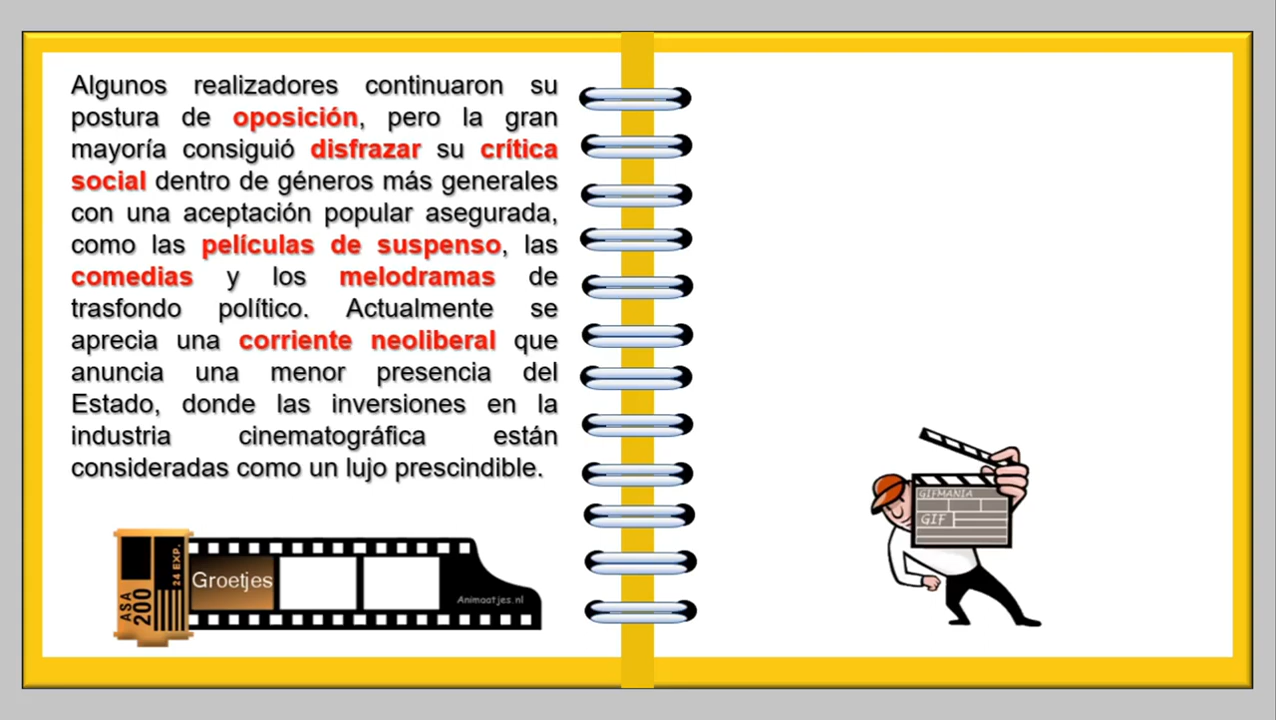 Algunos realizadores continuaron su
postura de oposición, pero la gran
mayoría consiguió disfrazar su crítica
social dentro de géneros más generales
con una aceptación popular asegurada,
como las películas de suspenso, las
comedias y los melodramas de
trasfondo político. Actualmente se
aprecia una corriente neoliberal que
anuncia una menor presencia del
Estado, donde las inversiones en la
industria cinematográfica están
consideradas como un lujo prescindible.
ASA
200
24 EXP.
Groetjes
Animaatjes.nl
GIFMANIA
GIF